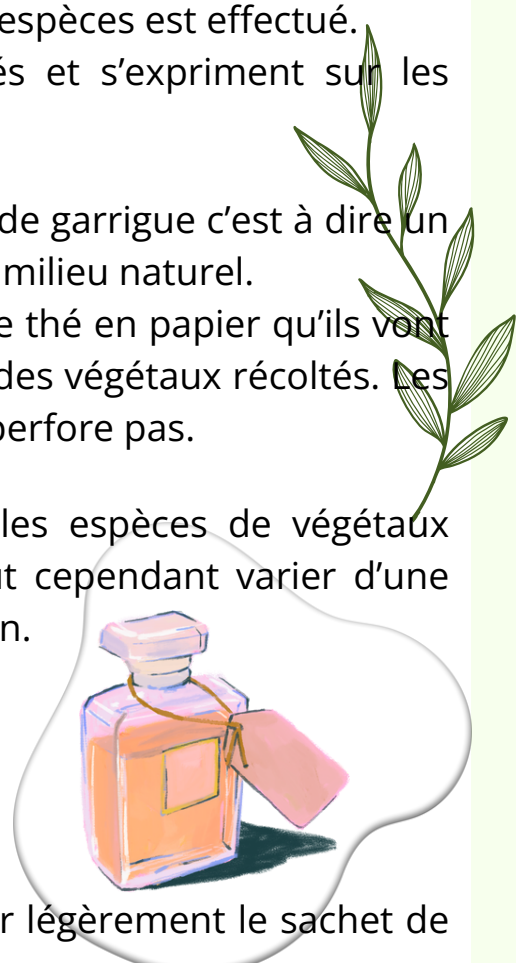 espèces est effectué.
és et s’expriment sur les
de garrigue c’est à dire un
milieu naturel.
e thé en papier qu’ils vont
des végétaux récoltés. Les
perfore pas.
les espèces de végétaux
ut cependant varier d’une
n.
r légèrement le sachet de